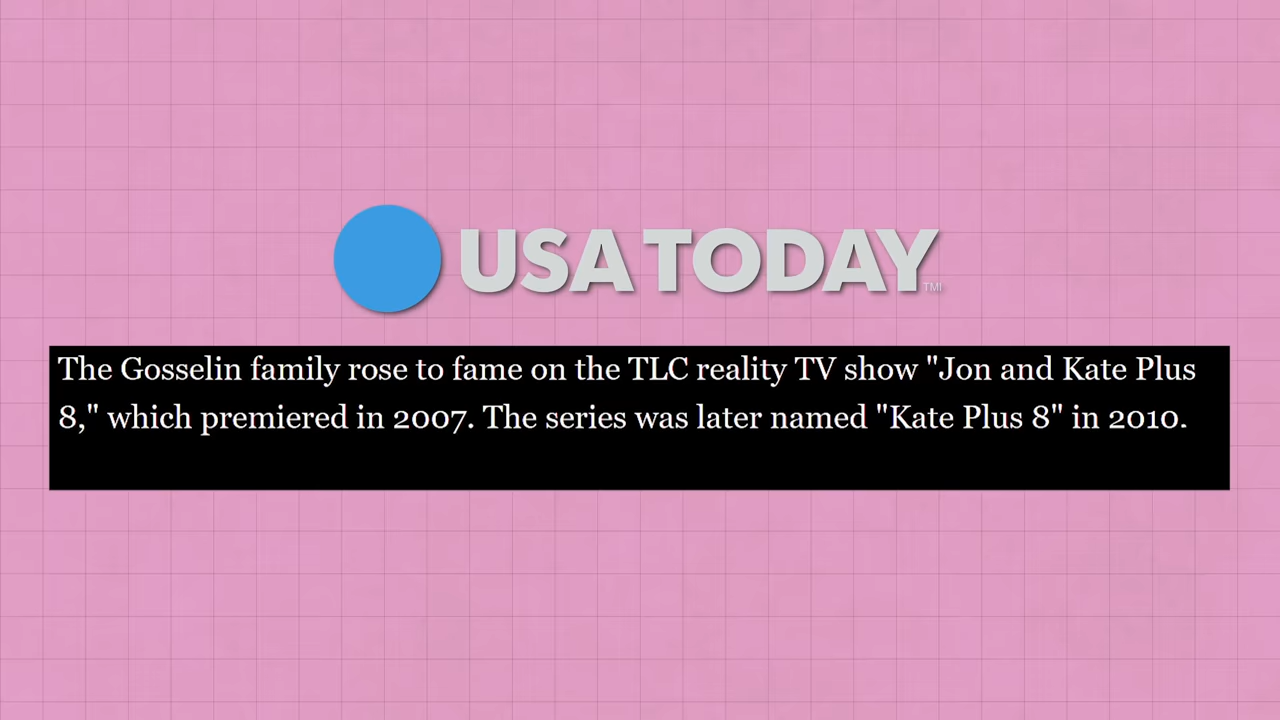 USA TODAY
TM
The Gosselin family rose to fame on the TLC reality TV show "Jon and Kate Plus
8," which premiered in 2007. The series was later named "Kate Plus 8" in 2010.